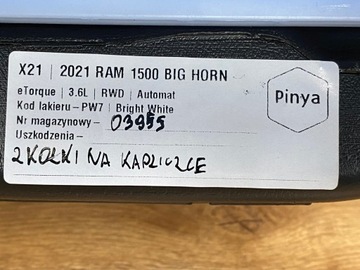 X21 | 2021 RAM 1500 BIG HORN
eTorque | 3.6L | RWD | Automat
Kod lakieru – PW7 | Bright White
Nr magazynowy – 03955
Uszkodzenia –
2 KOŁKI NA KAPLICZCE
Pinya